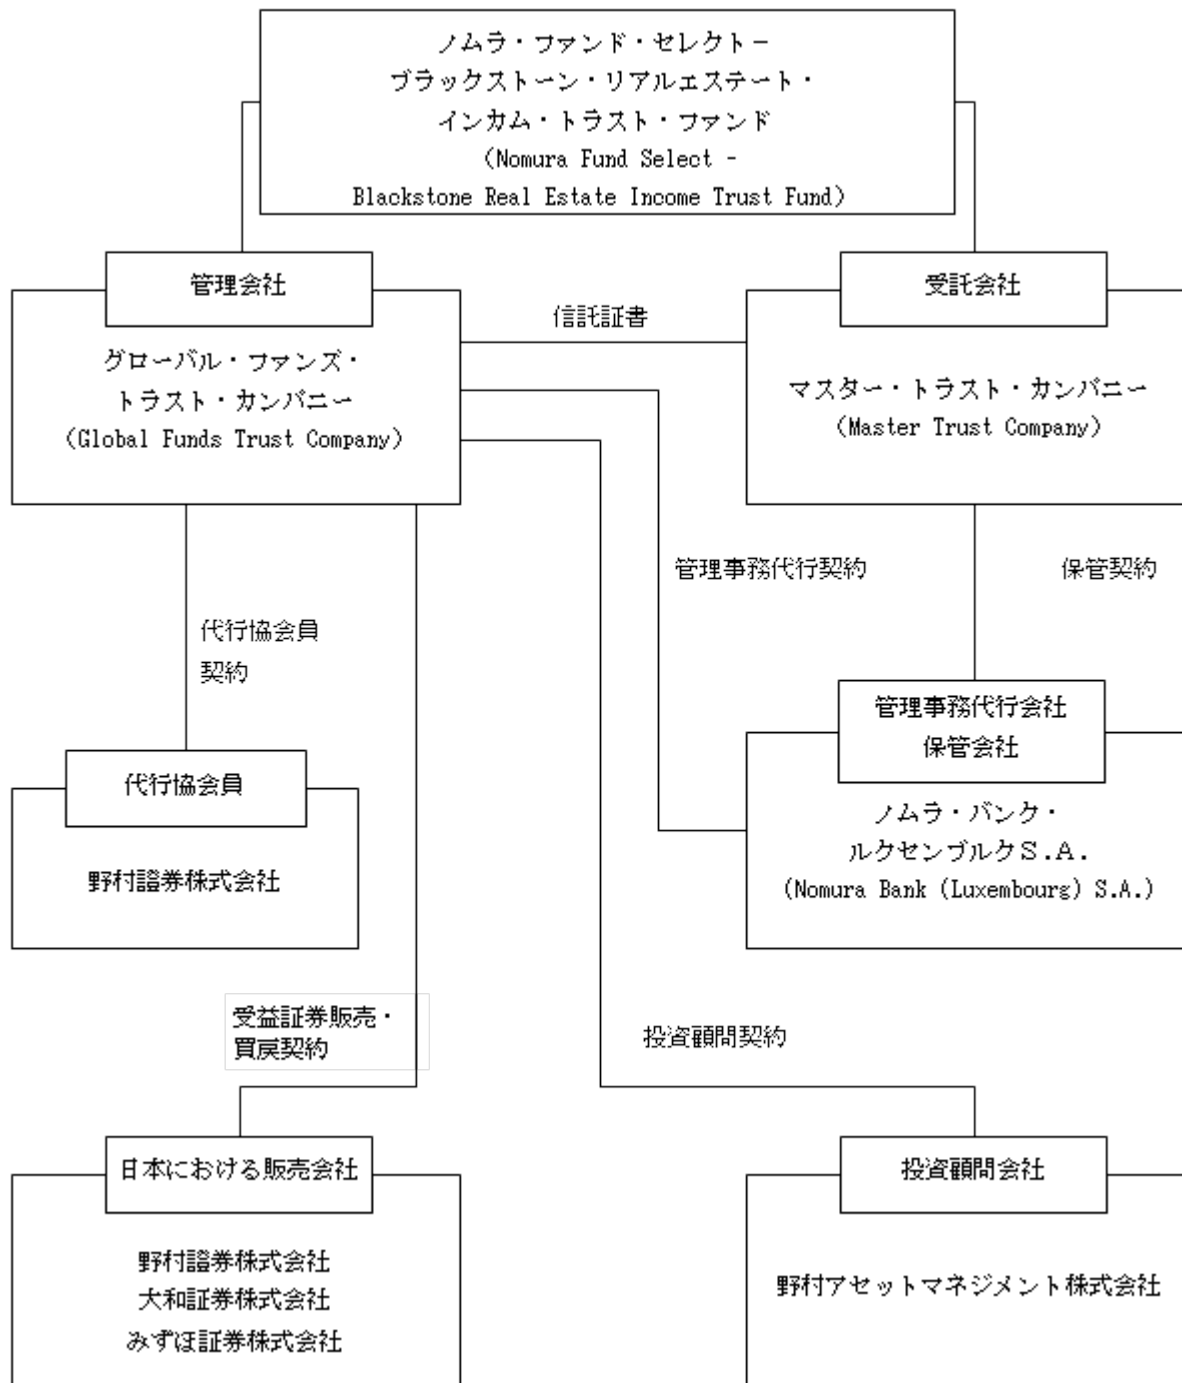 ノムラ・ファンド・セレクト－
ブラックストーン・リアルエステート・
インカム・トラスト・ファンド
（Nomura Fund Select -
Blackstone Real Estate Income Trust Fund）
管理会社
受託会社
信託証書
グローバル・ファンズ・
トラスト・カンパニー
（Global Funds Trust Company）
マスター・トラスト・カンパニー
（Master Trust Company）
管理事務代行契約
保管契約
代行協会員
契約
管理事務代行会社
保管会社
代行協会員
ノムラ・バンク・
ルクセンブルクＳ.Ａ.
(Nomura Bank (Luxembourg) S.A.)
野村證券株式会社
受益証券販売・
買戻契約
投資顧問契約
日本における販売会社
投資顧問会社
野村證券株式会社
大和証券株式会社
みずほ証券株式会社
野村アセットマネジメント株式会社